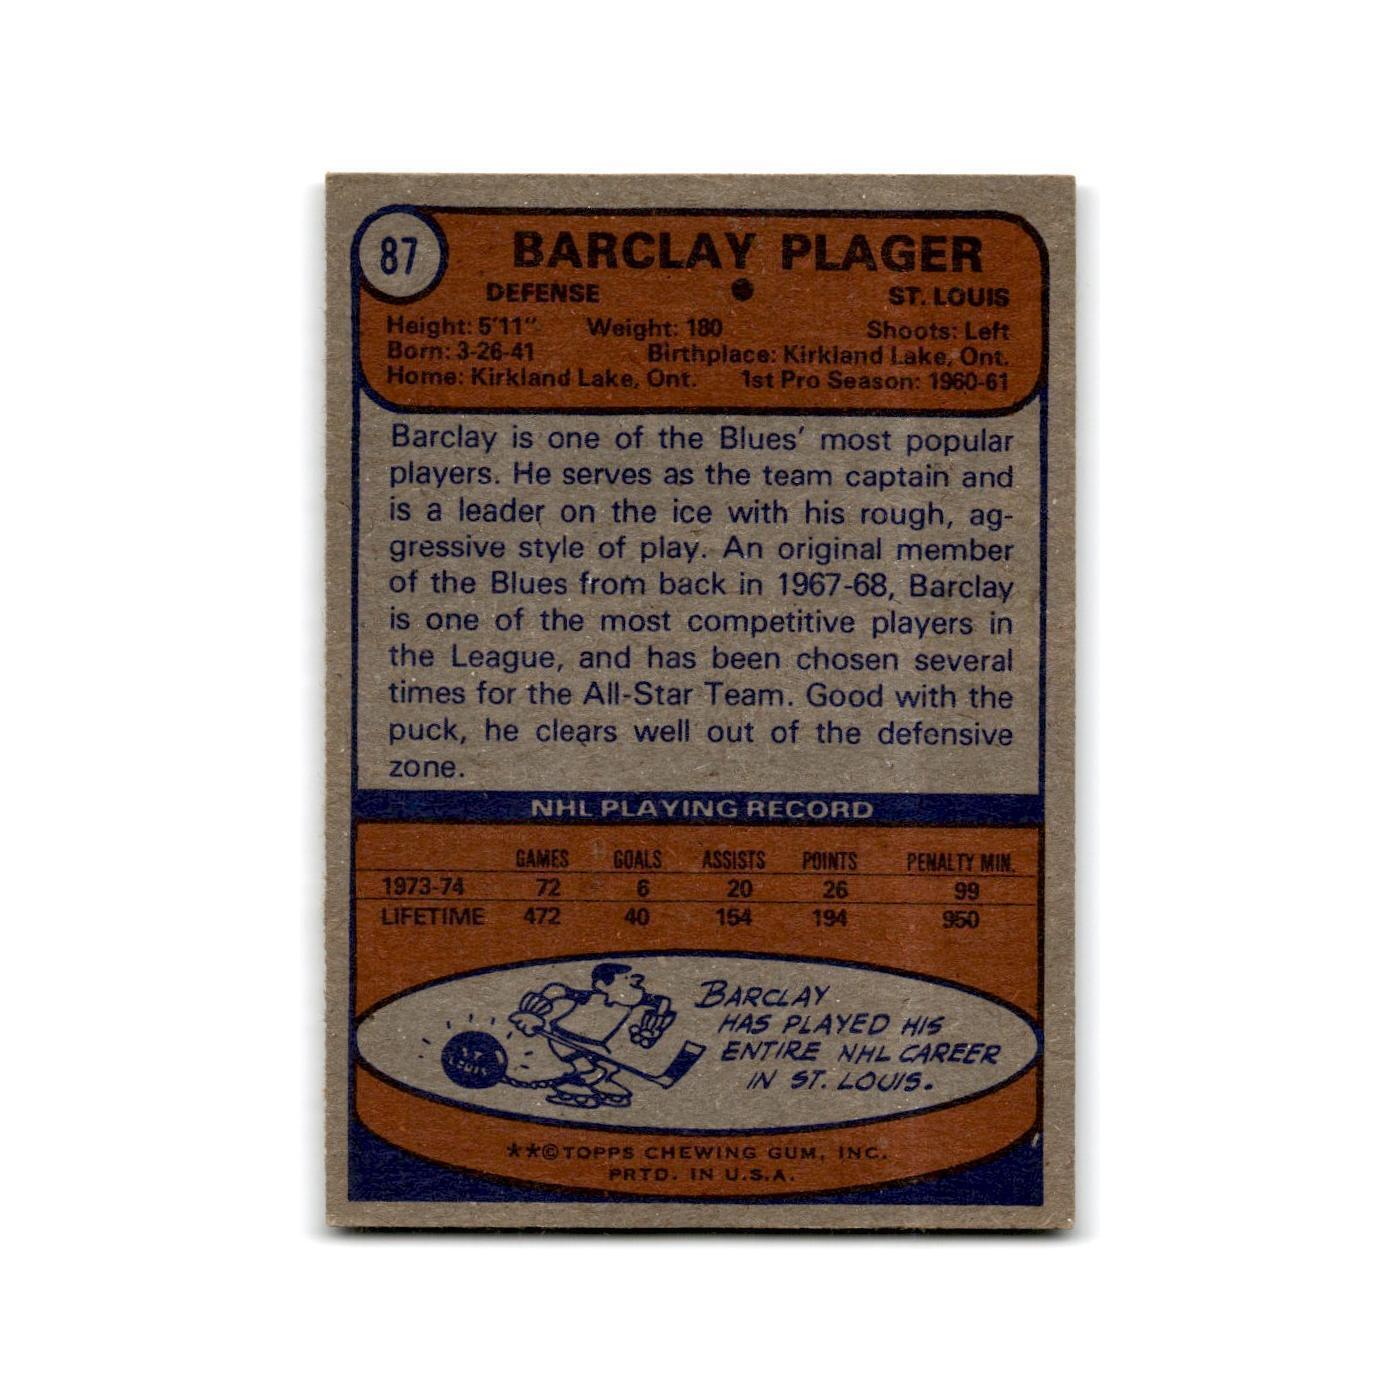 87
BARCLAY PLAGER
DEFENSE ● ST. LOUIS
Height: 5'11" Weight: 180 Shoots: Left
Born: 3-26-41 Birthplace: Kirkland Lake, Ont.
Home: Kirkland Lake, Ont. 1st Pro Season: 1960-61
Barclay is one of the Blues' most popular
players. He serves as the team captain and
is a leader on the ice with his rough, ag-
gressive style of play. An original member
of the Blues from back in 1967-68, Barclay
is one of the most competitive players in
the League, and has been chosen several
times for the All-Star Team. Good with the
puck, he clears well out of the defensive
zone.
NHL PLAYING RECORD
GAMES GOALS ASSISTS POINTS PENALTY MIN.
1973-74 72 6 20 26 99
LIFETIME 472 40 154 194 950
BARCLAY
HAS PLAYED HIS
ENTIRE NHL CAREER
IN ST. LOUIS.
ST
LOUIS
**©TOPPS CHEWING GUM, INC.
PRTD. IN U.S.A.